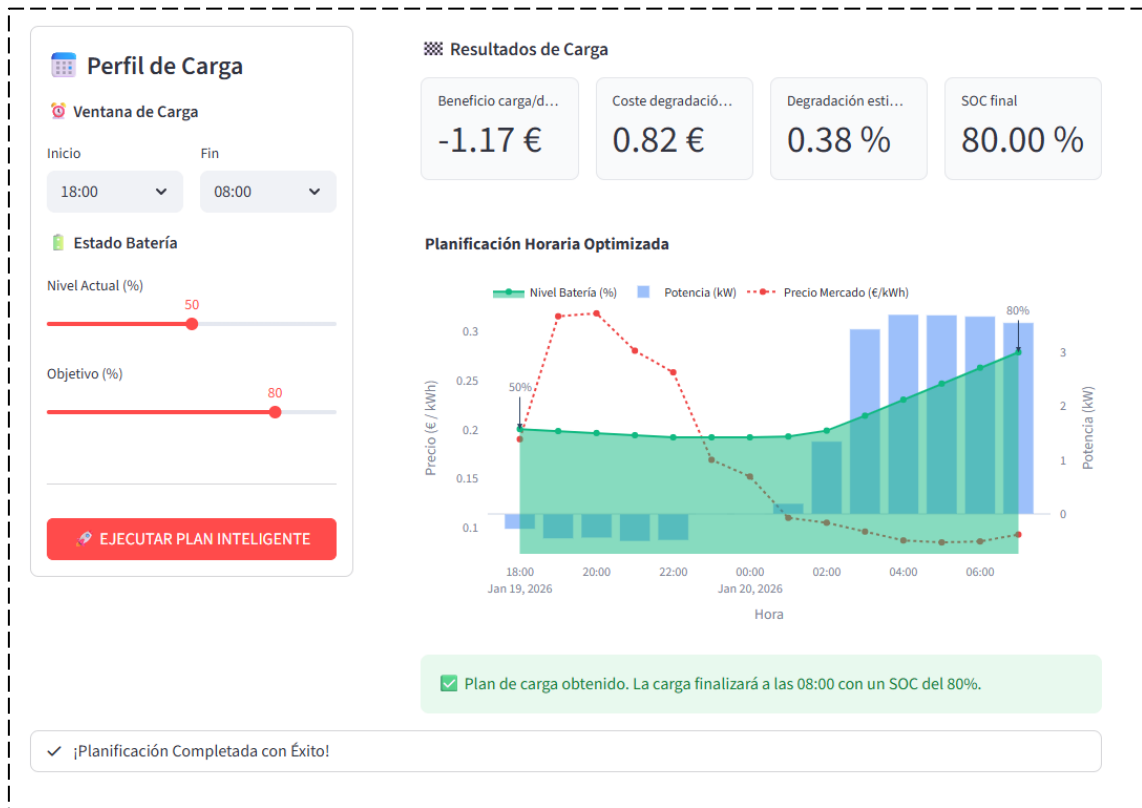 Perfil de Carga
Ventana de Carga
Inicio Fin
18:00 08:00
Estado Batería
Nivel Actual (%)
50
Objetivo (%)
80
EJECUTAR PLAN INTELIGENTE
Resultados de Carga
Beneficio carga/d...
-1.17 €
Coste degradació...
0.82 €
Degradación esti...
0.38 %
SOC final
80.00 %
Planificación Horaria Optimizada
Nivel Batería (%) Potencia (kW) Precio Mercado (€/kWh)
Precio (€ / kWh)
0.3
0.25
0.2
0.15
0.1
50%
80%
3
2
1
0
Potencia (kW)
18:00 20:00 22:00 00:00 02:00 04:00 06:00
Jan 19, 2026 Jan 20, 2026
Hora
Plan de carga obtenido. La carga finalizará a las 08:00 con un SOC del 80%.
¡Planificación Completada con Éxito!